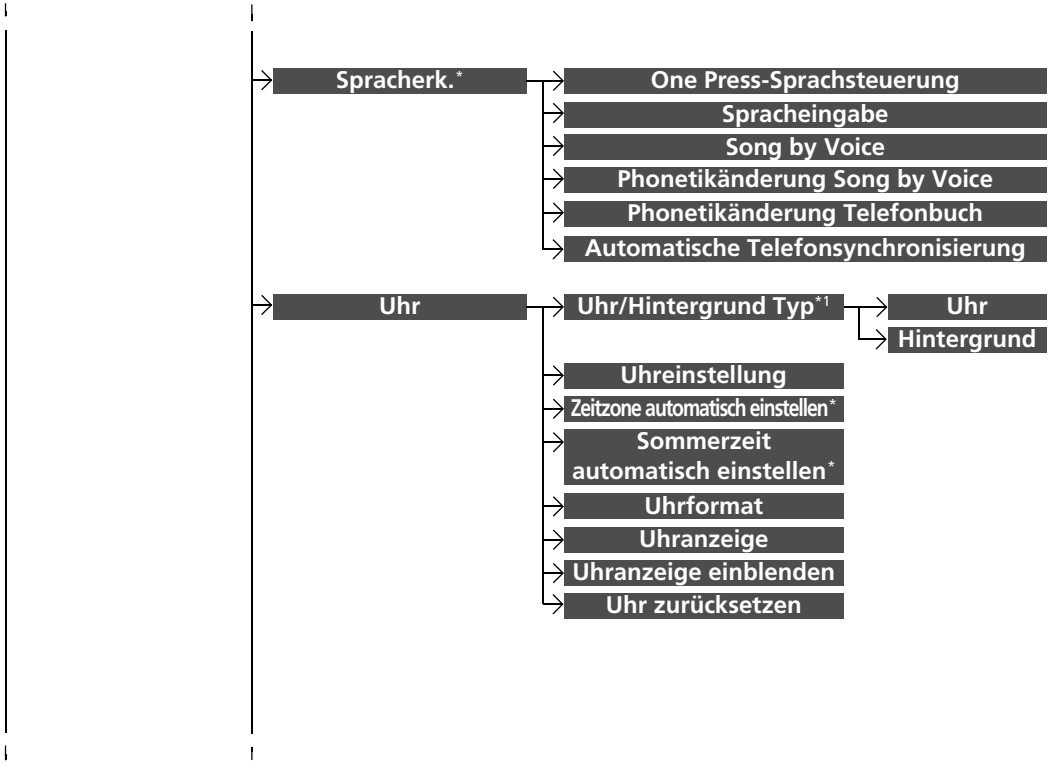 Spracherk.*
One Press-Sprachsteuerung
Spracheingabe
Song by Voice
Phonetikänderung Song by Voice
Phonetikänderung Telefonbuch
Automatische Telefonsynchronisierung
Uhr
Uhr/Hintergrund Typ*1
Uhr
Hintergrund
Uhreinstellung
Zeitzone automatisch einstellen*
Sommerzeit
automatisch einstellen*
Uhrformat
Uhranzeige
Uhranzeige einblenden
Uhr zurücksetzen